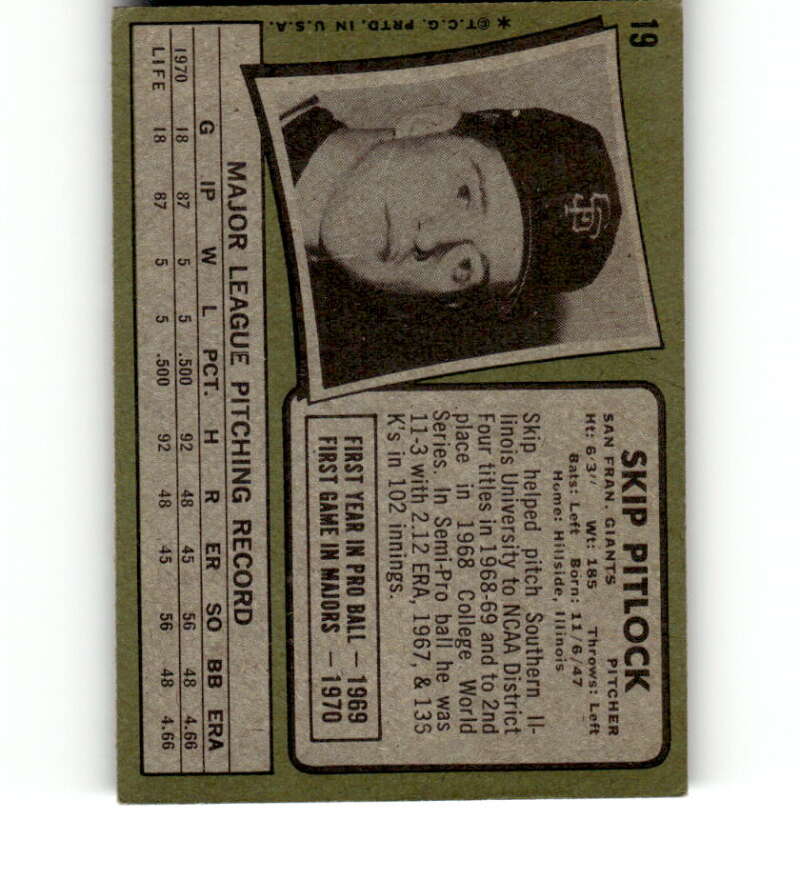 19
* ©T.C.G. PRTD. IN U.S.A.
SF
SKIP PITLOCK
SAN FRAN. GIANTS PITCHER
Ht: 6'3" Wt: 185 Throws: Left
Bats: Left Born: 11/6/47
Home: Hillside, Illinois
Skip helped pitch Southern Il-
linois University to NCAA District
Four titles in 1968-69 and to 2nd
place in 1968 College World
Series. In Semi-Pro ball he was
11-3 with 2.12 ERA, 1967, & 135
K's in 102 innings.
FIRST YEAR IN PRO BALL — 1969
FIRST GAME IN MAJORS — 1970
MAJOR LEAGUE PITCHING RECORD
G IP W L PCT. H R ER SO BB ERA
1970 18 87 5 5 .500 92 48 45 56 48 4.66
LIFE 18 87 5 5 .500 92 48 45 56 48 4.66